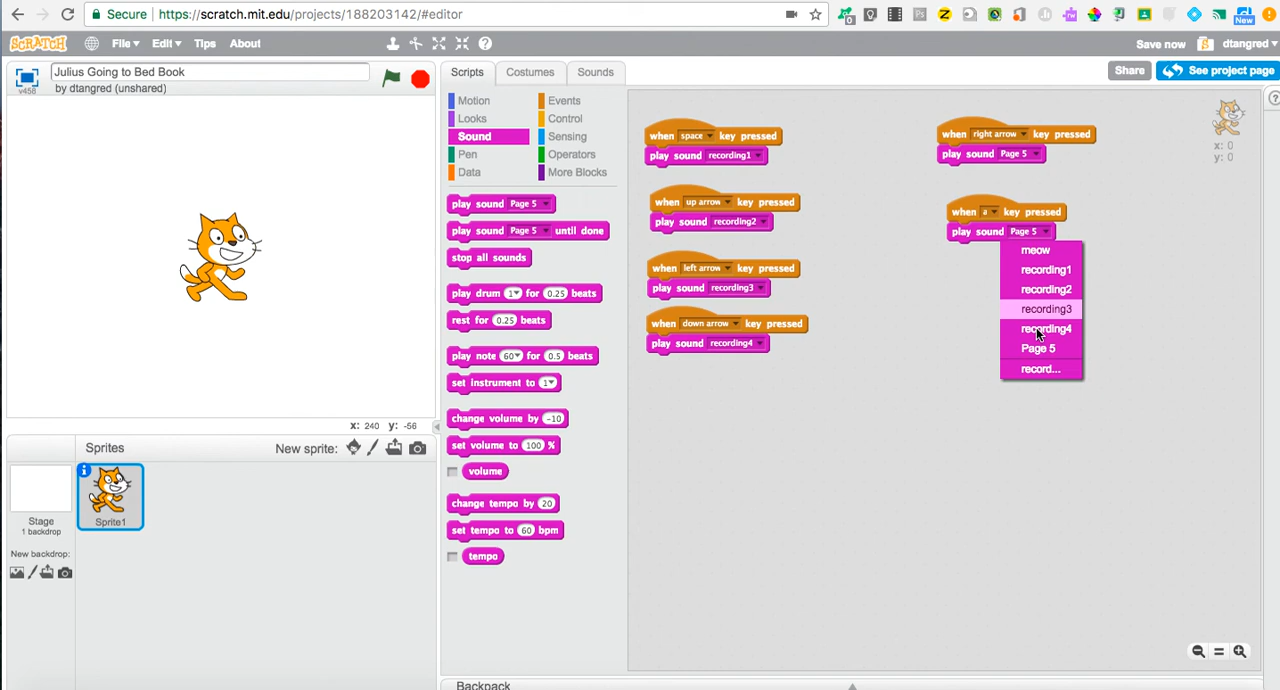 Secure https://scratch.mit.edu/projects/188203142/#editor
New
SCRATCH File Edit Tips About
Save now dtangred
Julius Going to Bed Book
by dtangred (unshared)
v458
Scripts Costumes Sounds
Share See project page
Motion Events
Looks Control
Sound Sensing
Pen Operators
Data More Blocks
play sound Page 5
play sound Page 5 until done
stop all sounds
play drum 1 for 0.25 beats
rest for 0.25 beats
play note 60 for 0.5 beats
set instrument to 1
change volume by -10
set volume to 100 %
volume
change tempo by 20
set tempo to 60 bpm
tempo
when space key pressed
play sound recording1
when up arrow key pressed
play sound recording2
when left arrow key pressed
play sound recording3
when down arrow key pressed
play sound recording4
when right arrow key pressed
play sound Page 5
when a key pressed
play sound Page 5
meow
recording1
recording2
recording3
recording4
Page 5
record...
x: 0
y: 0
x: 240 y: -56
Sprites New sprite:
Stage
1 backdrop
Sprite1
New backdrop:
Backpack